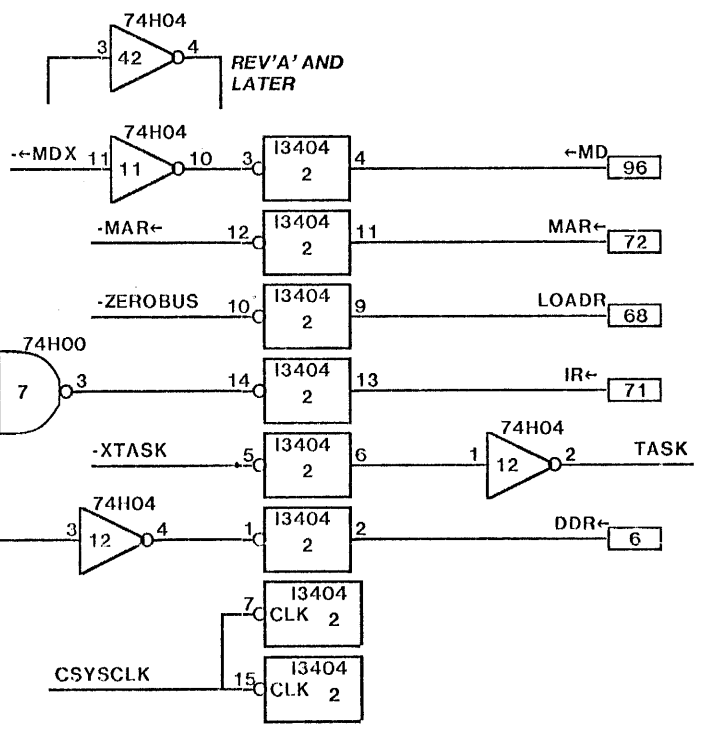 74H04
3 42 4 REV'A' AND
LATER
74H04
I3404
-←MDX 11 11 10 3 2 4 ←MD 96
I3404
-MAR← 12 2 11 MAR← 72
I3404
-ZEROBUS 10 2 9 LOADR 68
74H00
I3404
7 3 14 2 13 IR← 71
I3404
74H04
-XTASK 5 2 6 1 12 2 TASK
74H04
I3404
3 12 4 1 2 2 DDR← 6
I3404
7 CLK 2
I3404
CSYSCLK 15 CLK 2